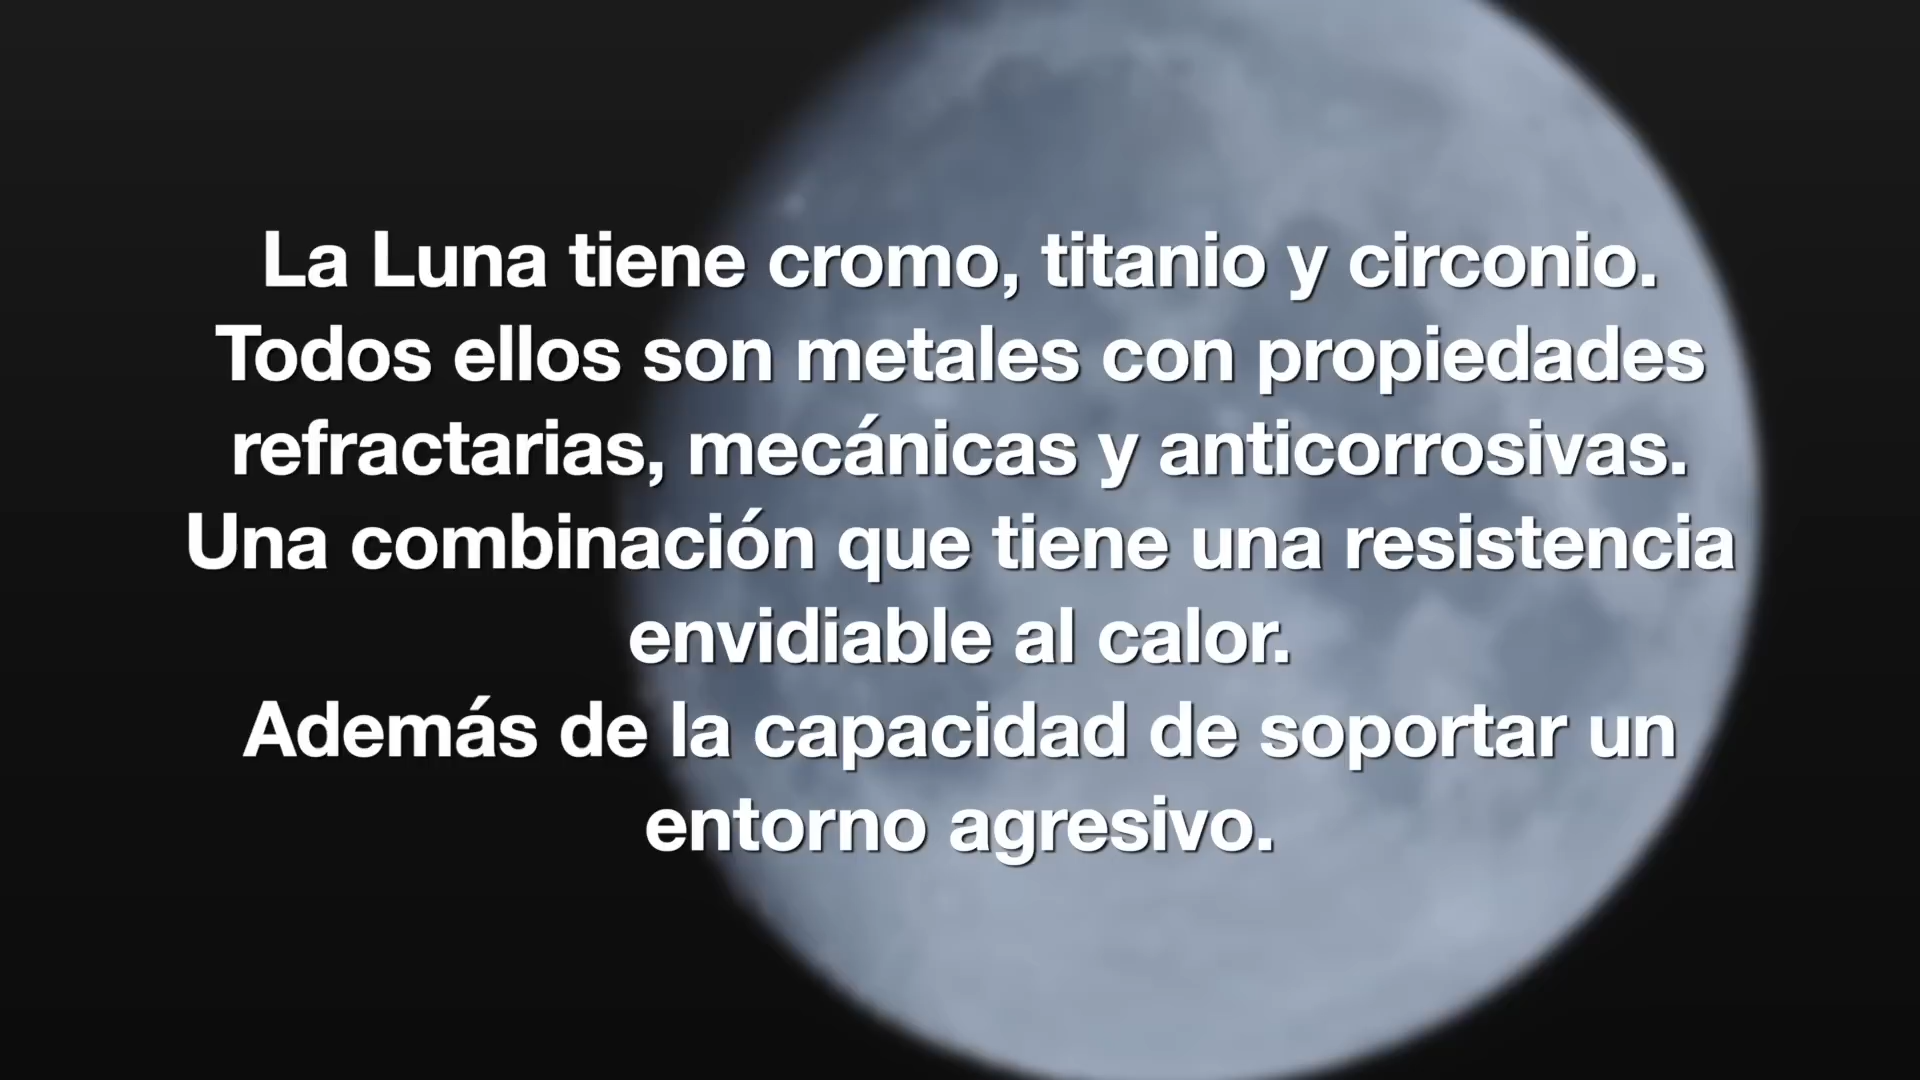 La Luna tiene cromo, titanio y circonio.
Todos ellos son metales con propiedades
refractarias, mecánicas y anticorrosivas.
Una combinación que tiene una resistencia
envidiable al calor.
Además de la capacidad de soportar un
entorno agresivo.